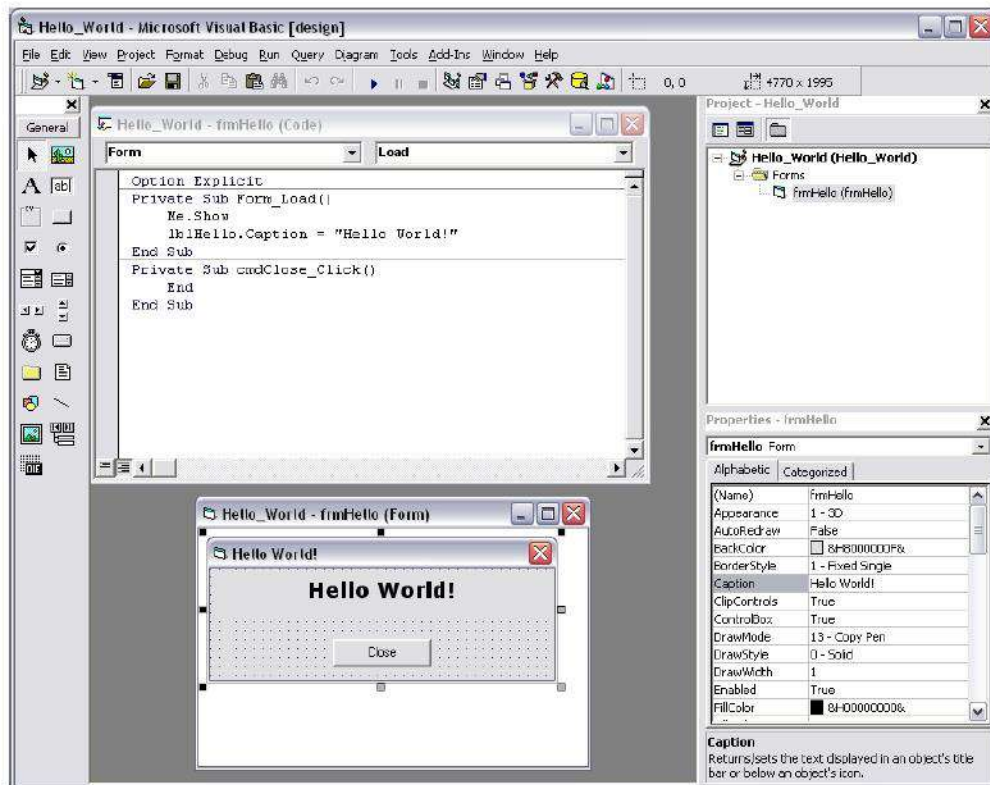 Hello_World - Microsoft Visual Basic [design]
File Edit View Project Format Debug Run Query Diagram Tools Add-Ins Window Help
0, 0 4770 x 1995
General
Hello_World - frmHello (Code)
Form Load
Option Explicit
Private Sub Form_Load()
Me.Show
lblHello.Caption = "Hello World!"
End Sub
Private Sub cmdClose_Click()
End
End Sub
Hello_World - frmHello (Form)
Hello World!
Hello World!
Close
Project - Hello_World
Hello_World (Hello_World)
Forms
frmHello (frmHello)
Properties - frmHello
frmHello Form
Alphabetic Categorized
(Name) frmHello
Appearance 1 - 3D
AutoRedraw False
BackColor &H8000000F&
BorderStyle 1 - Fixed Single
Caption Hello World!
ClipControls True
ControlBox True
DrawMode 13 - Copy Pen
DrawStyle 0 - Solid
DrawWidth 1
Enabled True
FillColor &H00000000&
Caption
Returns/sets the text displayed in an object's title
bar or below an object's icon.